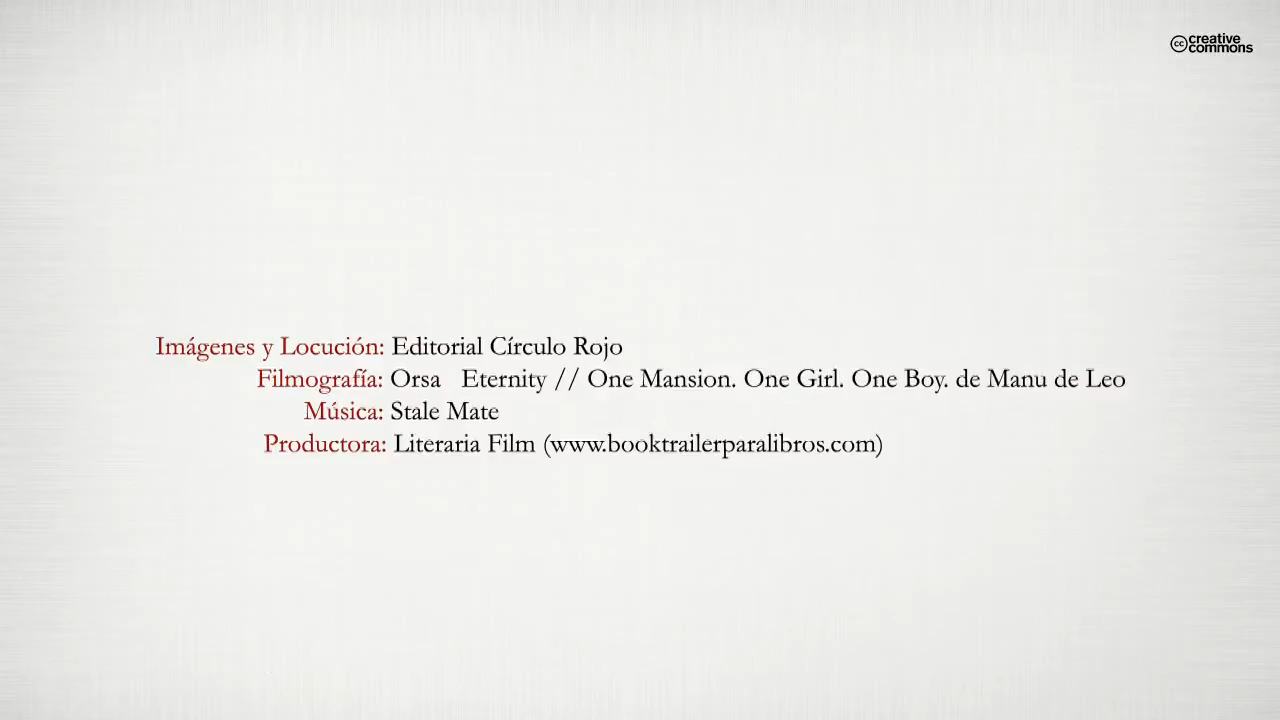 cc creative
commons
Imágenes y Locución: Editorial Círculo Rojo
Filmografía: Orsa Eternity // One Mansion. One Girl. One Boy. de Manu de Leo
Música: Stale Mate
Productora: Literaria Film (www.booktrailerparalibros.com)